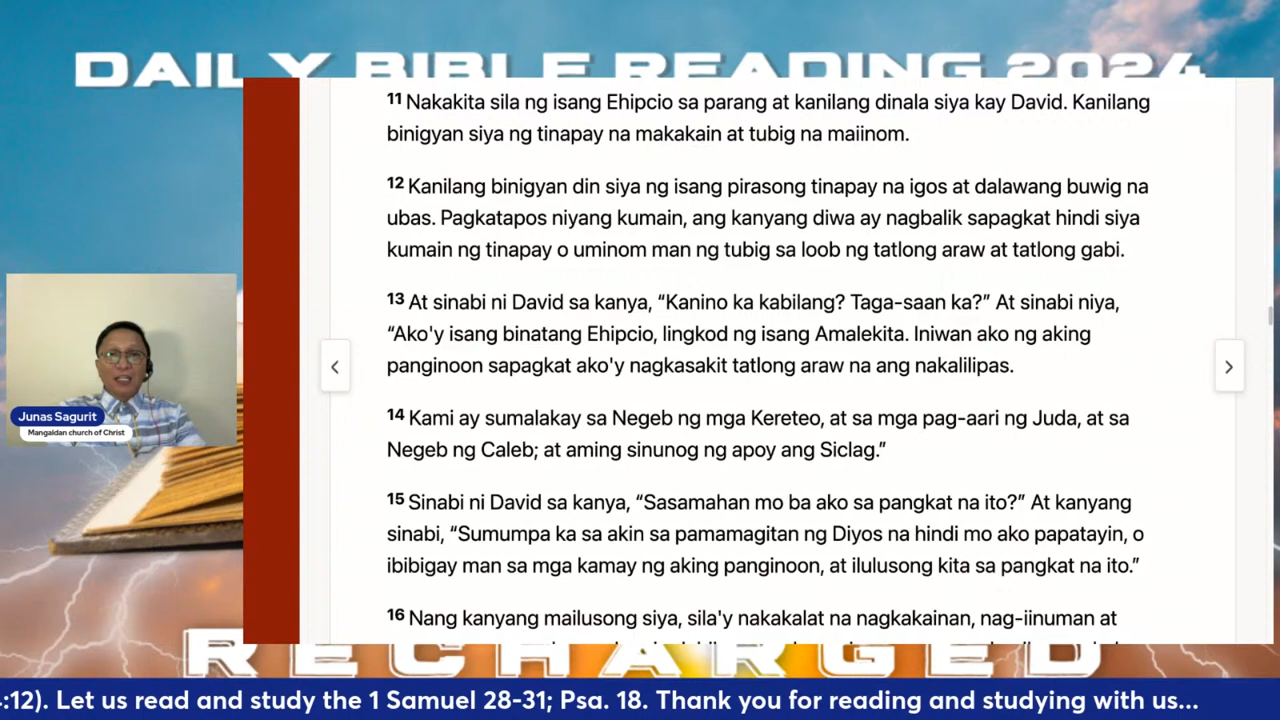 DAILY BIBLE READING 2024
11 Nakakita sila ng isang Ehipcio sa parang at kanilang dinala siya kay David. Kanilang
binigyan siya ng tinapay na makakain at tubig na maiinom.
12 Kanilang binigyan din siya ng isang pirasong tinapay na igos at dalawang buwig na
ubas. Pagkatapos niyang kumain, ang kanyang diwa ay nagbalik sapagkat hindi siya
kumain ng tinapay o uminom man ng tubig sa loob ng tatlong araw at tatlong gabi.
13 At sinabi ni David sa kanya, “Kanino ka kabilang? Taga-saan ka?” At sinabi niya,
“Ako'y isang binatang Ehipcio, lingkod ng isang Amalekita. Iniwan ako ng aking
panginoon sapagkat ako'y nagkasakit tatlong araw na ang nakalilipas.
14 Kami ay sumalakay sa Negeb ng mga Kereteo, at sa mga pag-aari ng Juda, at sa
Negeb ng Caleb; at aming sinunog ng apoy ang Siclag.”
15 Sinabi ni David sa kanya, “Sasamahan mo ba ako sa pangkat na ito?” At kanyang
sinabi, “Sumumpa ka sa akin sa pamamagitan ng Diyos na hindi mo ako papatayin, o
ibibigay man sa mga kamay ng aking panginoon, at ilulusong kita sa pangkat na ito.”
16 Nang kanyang mailusong siya, sila'y nakakalat na nagkakainan, nag-iinuman at
Junas Sagurit
Mangaldan church of Christ
RECHARGED
:12). Let us read and study the 1 Samuel 28-31; Psa. 18. Thank you for reading and studying with us...